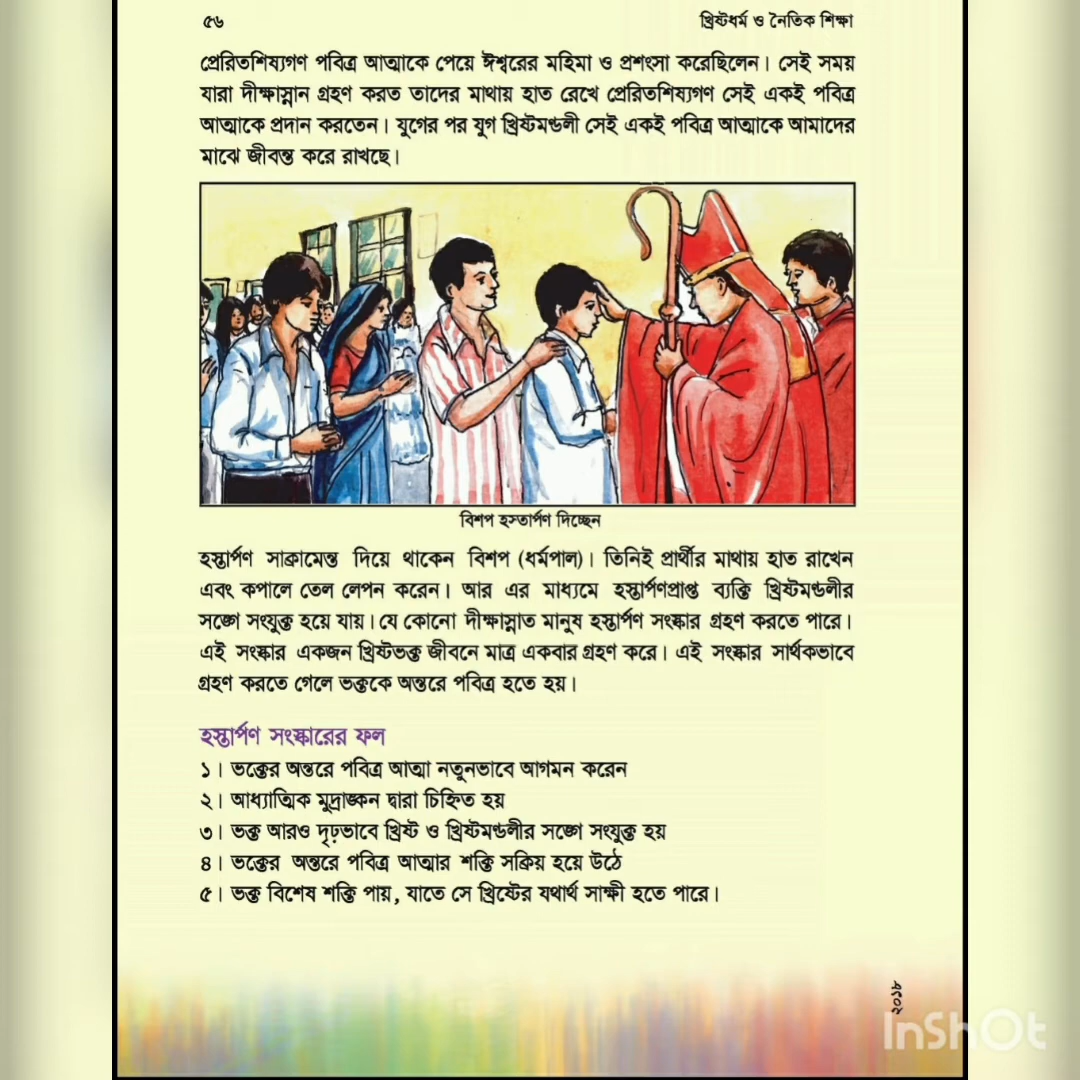 ৫৬
খ্রিষ্টধর্ম ও নৈতিক শিক্ষা
প্রেরিতশিষ্যগণ পবিত্র আত্মাকে পেয়ে ঈশ্বরের মহিমা ও প্রশংসা করেছিলেন। সেই সময়
যারা দীক্ষাস্নান গ্রহণ করত তাদের মাথায় হাত রেখে প্রেরিতশিষ্যগণ সেই একই পবিত্র
আত্মাকে প্রদান করতেন। যুগের পর যুগ খ্রিষ্টমণ্ডলী সেই একই পবিত্র আত্মাকে আমাদের
মাঝে জীবন্ত করে রাখছে।
বিশপ হস্তার্পণ দিচ্ছেন
হস্তার্পণ সাক্রামেন্ত দিয়ে থাকেন বিশপ (ধর্মপাল)। তিনিই প্রার্থীর মাথায় হাত রাখেন
এবং কপালে তেল লেপন করেন। আর এর মাধ্যমে হস্তার্পণপ্রাপ্ত ব্যক্তি খ্রিষ্টমণ্ডলীর
সঙ্গে সংযুক্ত হয়ে যায়। যে কোনো দীক্ষাস্নাত মানুষ হস্তার্পণ সংস্কার গ্রহণ করতে পারে।
এই সংস্কার একজন খ্রিষ্টভক্ত জীবনে মাত্র একবার গ্রহণ করে। এই সংস্কার সার্থকভাবে
গ্রহণ করতে গেলে ভক্তকে অন্তরে পবিত্র হতে হয়।
হস্তার্পণ সংস্কারের ফল
১। ভক্তের অন্তরে পবিত্র আত্মা নতুনভাবে আগমন করেন
২। আধ্যাত্মিক মুদ্রাঙ্কন দ্বারা চিহ্নিত হয়
৩। ভক্ত আরও দৃঢ়ভাবে খ্রিষ্ট ও খ্রিষ্টমণ্ডলীর সঙ্গে সংযুক্ত হয়
৪। ভক্তের অন্তরে পবিত্র আত্মার শক্তি সক্রিয় হয়ে উঠে
৫। ভক্ত বিশেষ শক্তি পায়, যাতে সে খ্রিষ্টের যথার্থ সাক্ষী হতে পারে।
২০১৮
InShOt